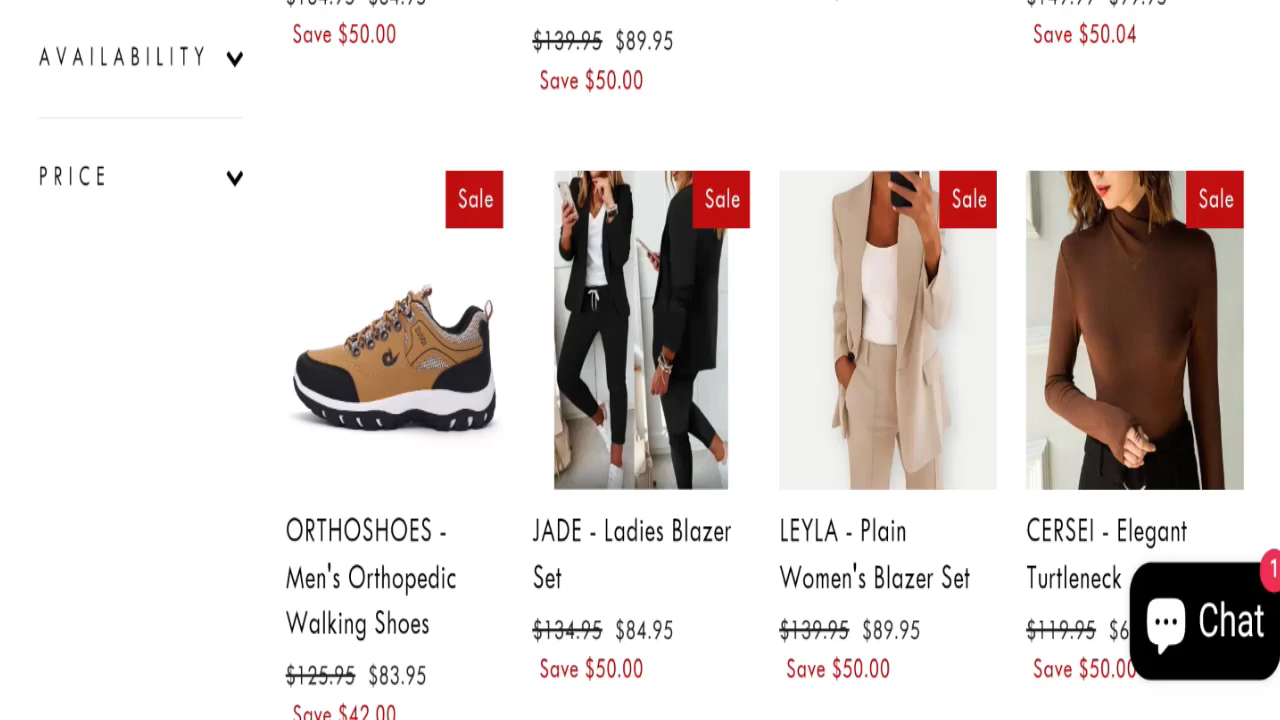 Save $50.00
$139.95 $89.95
Save $50.00
Save $50.04
AVAILABILITY
PRICE
Sale
Sale
Sale
Sale
ORTHOSHOES -
Men's Orthopedic
Walking Shoes
$125.95 $83.95
Save $42.00
JADE - Ladies Blazer
Set
$134.95 $84.95
Save $50.00
LEYLA - Plain
Women's Blazer Set
$139.95 $89.95
Save $50.00
CERSEI - Elegant
Turtleneck
$119.95 $6
Save $50.00
Chat
1